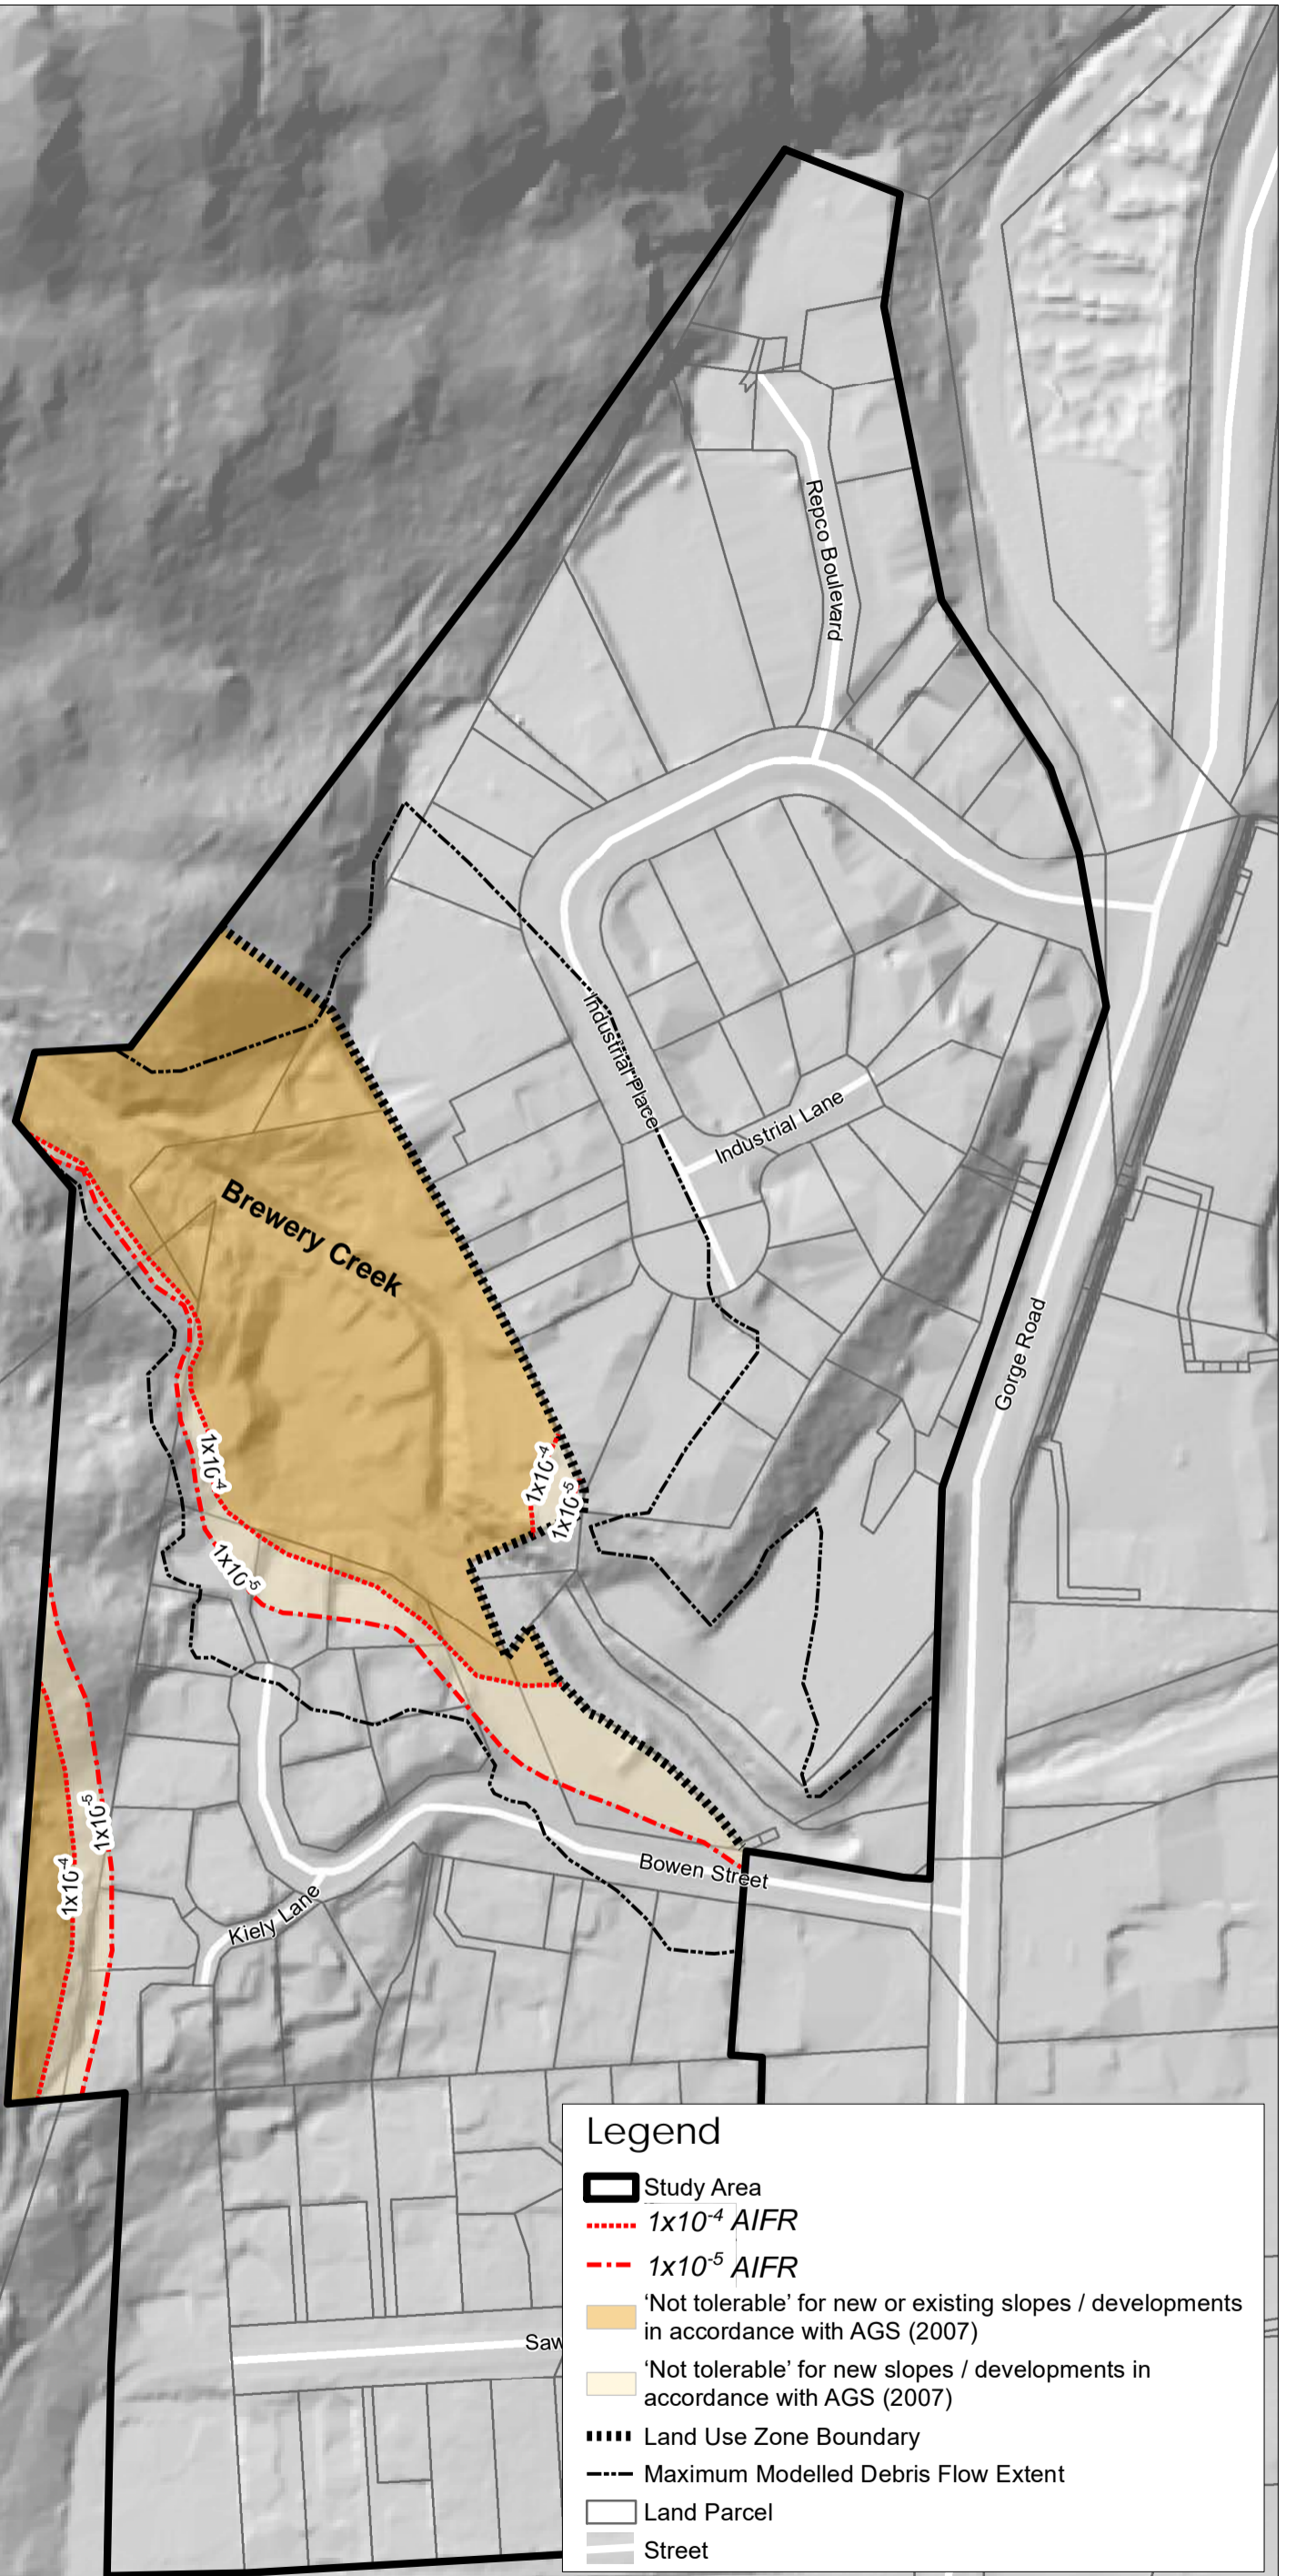 Repco Boulevard
Industrial Place
Industrial Lane
Brewery Creek
Gorge Road
1x10-4
1x10-4
1x10-5
1x10-5
1x10-5
1x10-4
Bowen Street
Kiely Lane
Saw
Legend
Study Area
1x10-4 AIFR
1x10-5 AIFR
‘Not tolerable’ for new or existing slopes / developments
in accordance with AGS (2007)
‘Not tolerable’ for new slopes / developments in
accordance with AGS (2007)
Land Use Zone Boundary
Maximum Modelled Debris Flow Extent
Land Parcel
Street